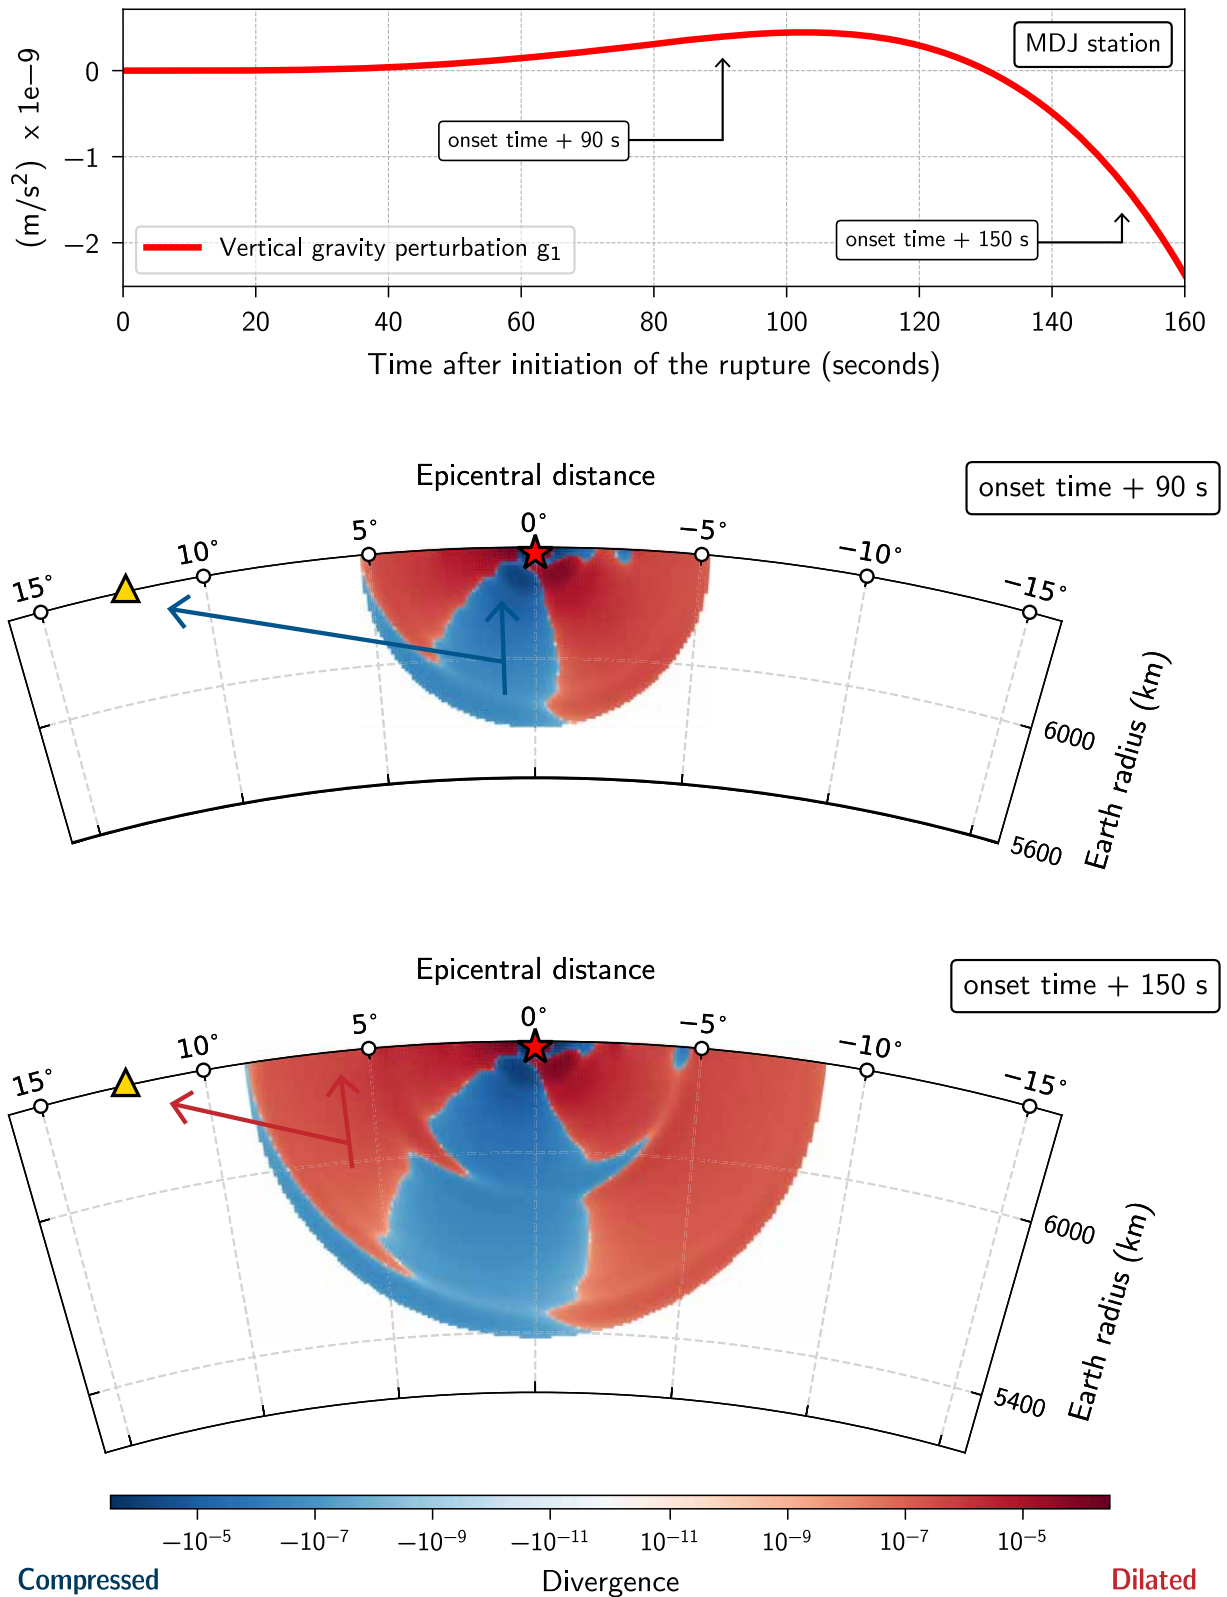 MDJ station
(m/s²) x 1e−9
0
−1
−2
onset time + 90 s
onset time + 150 s
Vertical gravity perturbation g₁
0 20 40 60 80 100 120 140 160
Time after initiation of the rupture (seconds)
Epicentral distance
onset time + 90 s
15° 10° 5° 0° −5° −10° −15°
6000
5600
Earth radius (km)
Epicentral distance
onset time + 150 s
15° 10° 5° 0° −5° −10° −15°
6000
5400
Earth radius (km)
−10⁻⁵ −10⁻⁷ −10⁻⁹ −10⁻¹¹ 10⁻¹¹ 10⁻⁹ 10⁻⁷ 10⁻⁵
Compressed Divergence Dilated